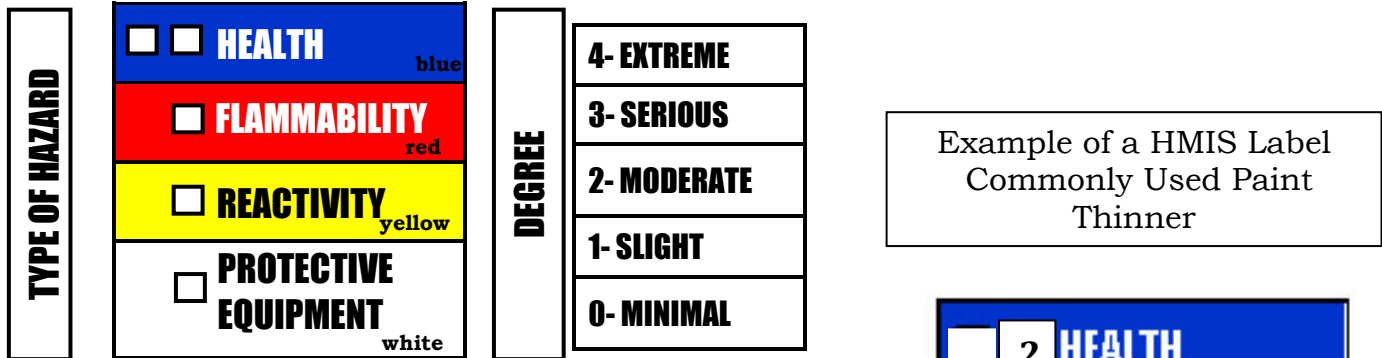 TYPE OF HAZARD
HEALTH
blue
FLAMMABILITY
red
REACTIVITY
yellow
PROTECTIVE
EQUIPMENT
white
DEGREE
4- EXTREME
3- SERIOUS
2- MODERATE
1- SLIGHT
0- MINIMAL
Example of a HMIS Label
Commonly Used Paint
Thinner
2 HEALTH